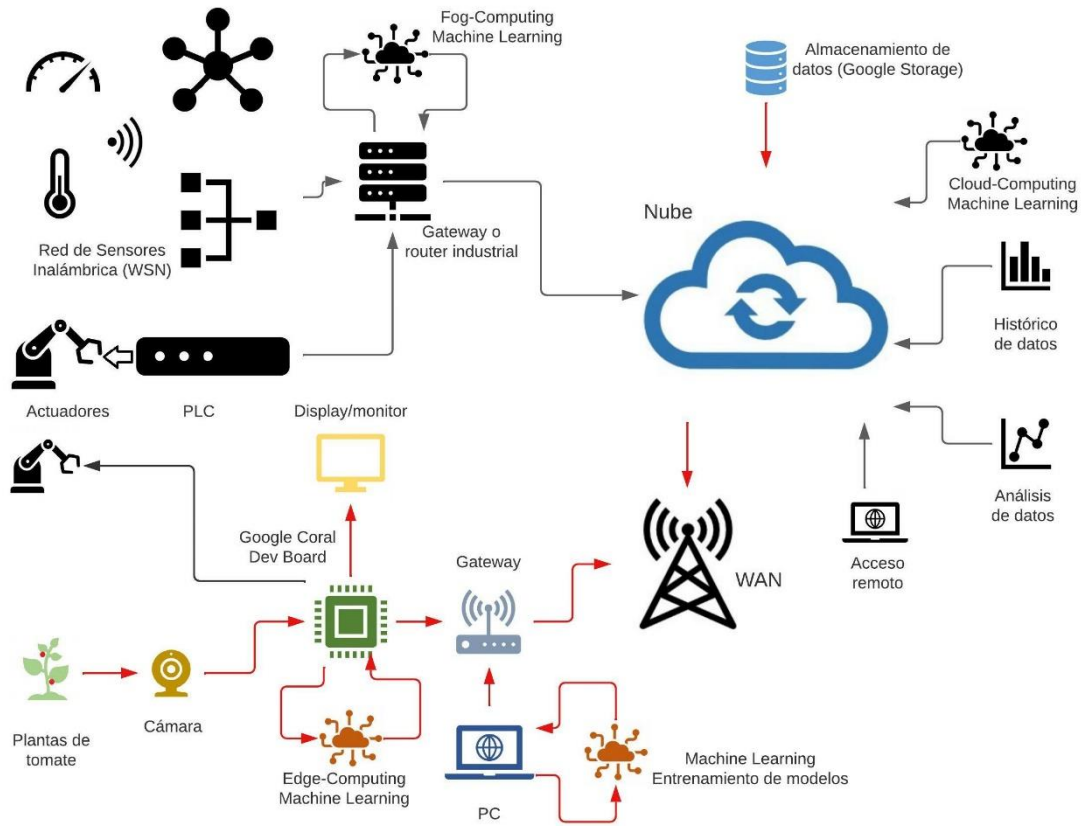 Fog-Computing
Machine Learning
Almacenamiento de
datos (Google Storage)
Cloud-Computing
Machine Learning
Nube
Red de Sensores
Inalámbrica (WSN)
Gateway o
router industrial
Histórico
de datos
Actuadores
PLC
Display/monitor
Análisis
de datos
Google Coral
Dev Board
Gateway
WAN
Acceso
remoto
Plantas de
tomate
Cámara
Edge-Computing
Machine Learning
PC
Machine Learning
Entrenamiento de modelos